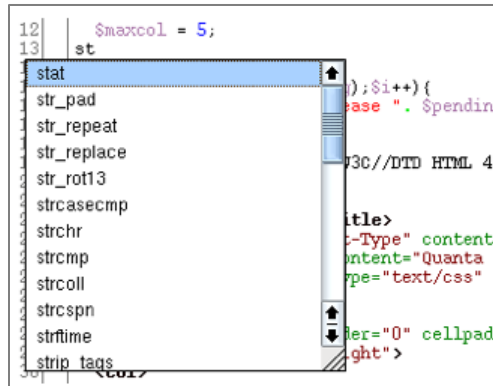 12 $maxcol = 5;
13 st
stat
str_pad
);$i++){
str_repeat
ease ". $pendin
str_replace
str_rot13
W3C//DTD HTML 4
strcasecmp
strchr
itle>
strcmp
t-Type" content
strcoll
ontent="Quanta
strcspn
ype="text/css"
strftime
der="0" cellpad
strip_tags
ght">